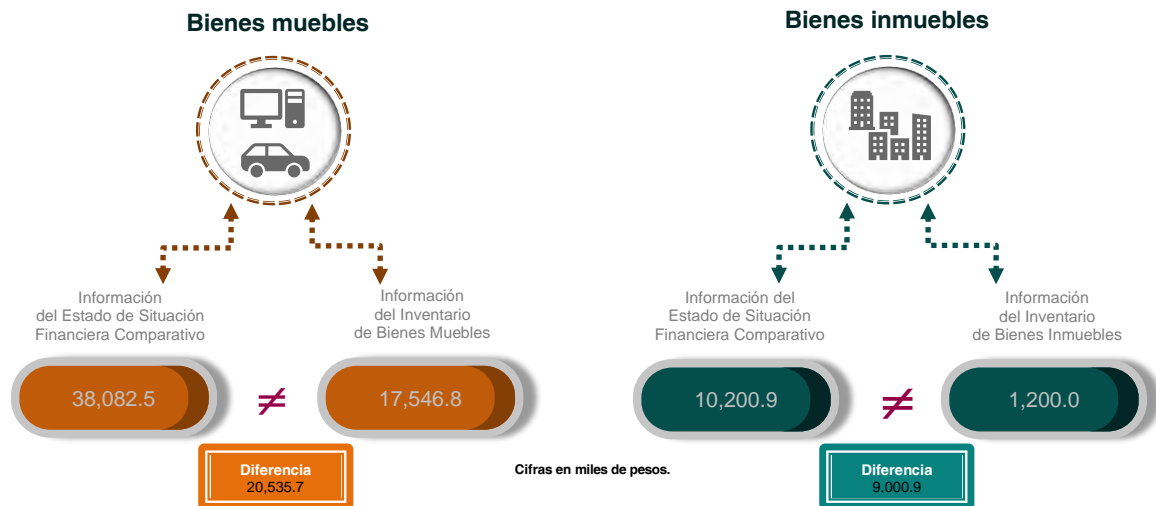 Bienes muebles
Información
del Estado de Situación
Financiera Comparativo
Información
del Inventario
de Bienes Muebles
38,082.5
≠
17,546.8
Diferencia
20,535.7
Bienes inmuebles
Información del
Estado de Situación
Financiera Comparativo
Información
del Inventario
de Bienes Inmuebles
10,200.9
≠
1,200.0
Diferencia
9,000.9
Cifras en miles de pesos.